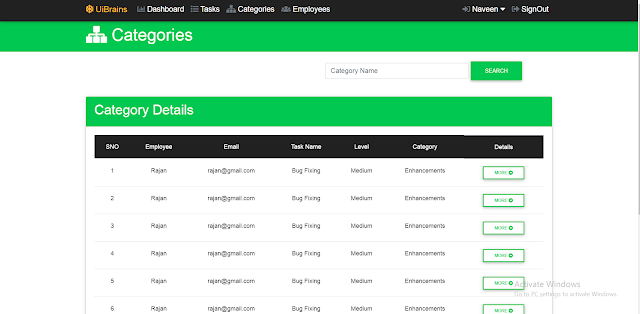 UiBrains Dashboard Tasks Categories Employees Naveen SignOut
Categories
Category Name SEARCH
Category Details
SNO Employee Email Task Name Level Category Details
1 Rajan rajan@gmail.com Bug Fixing Medium Enhancements MORE
2 Rajan rajan@gmail.com Bug Fixing Medium Enhancements MORE
3 Rajan rajan@gmail.com Bug Fixing Medium Enhancements MORE
4 Rajan rajan@gmail.com Bug Fixing Medium Enhancements MORE
5 Rajan rajan@gmail.com Bug Fixing Medium Enhancements MORE
Activate Windows
Go to PC settings to activate Windows.
6 Rajan rajan@gmail.com Bug Fixing Medium Enhancements MORE